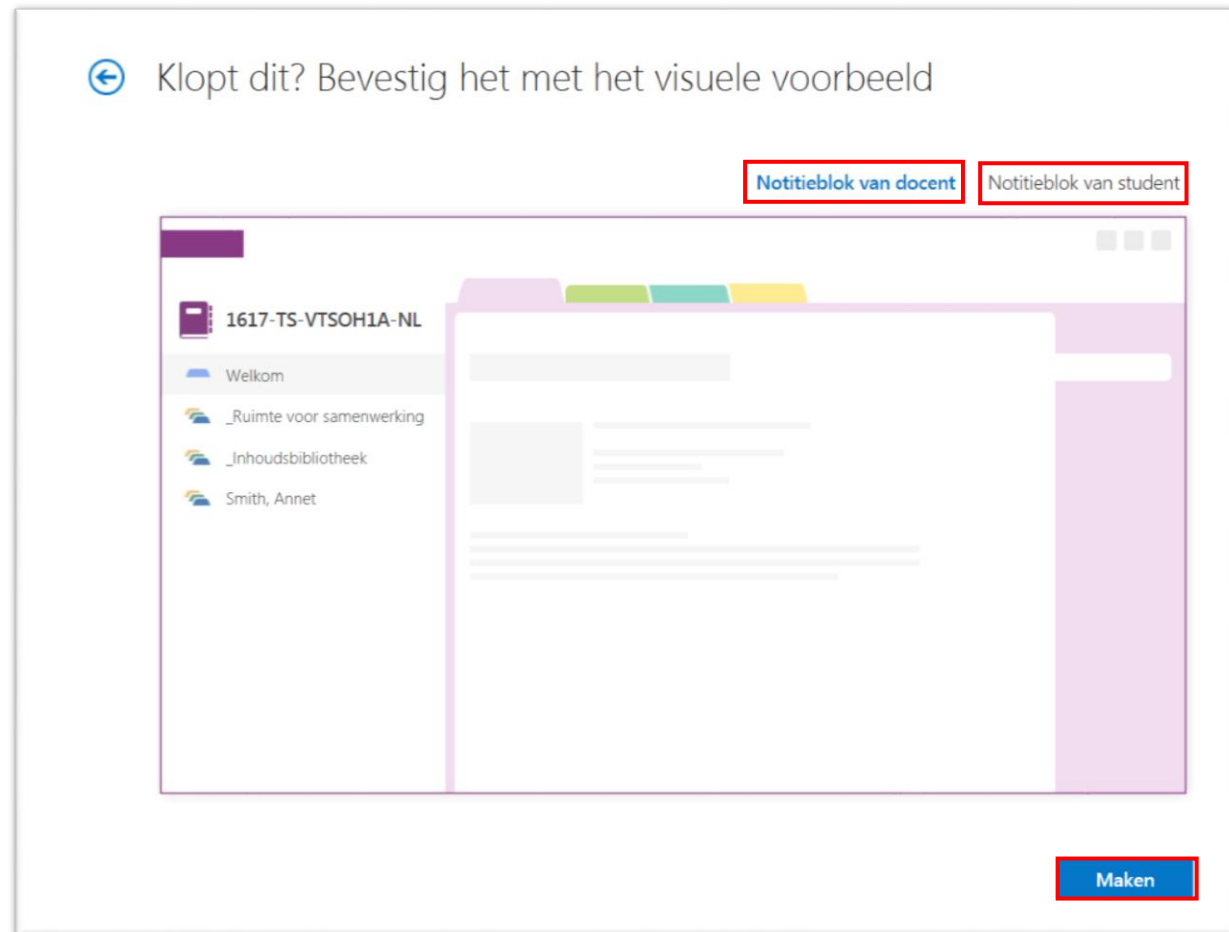 Klopt dit? Bevestig het met het visuele voorbeeld
Notitieblok van docent
Notitieblok van student
1617-TS-VTSOH1A-NL
Welkom
_Ruimte voor samenwerking
_Inhoudsbibliotheek
Smith, Annet
Maken